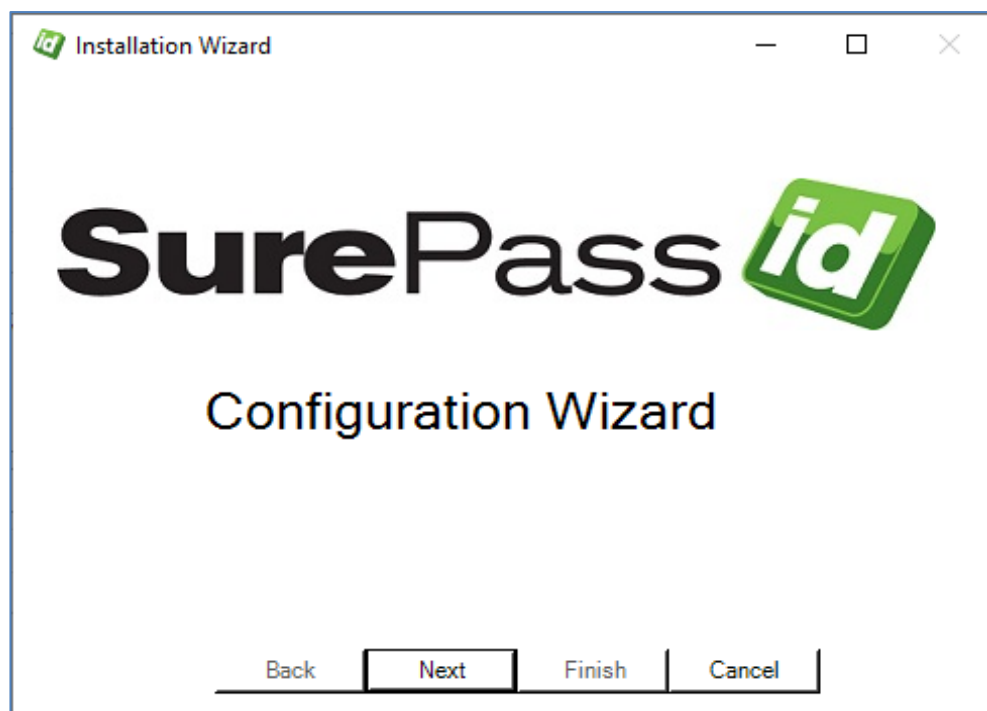 Installation Wizard
SurePass id
Configuration Wizard
Back Next Finish Cancel